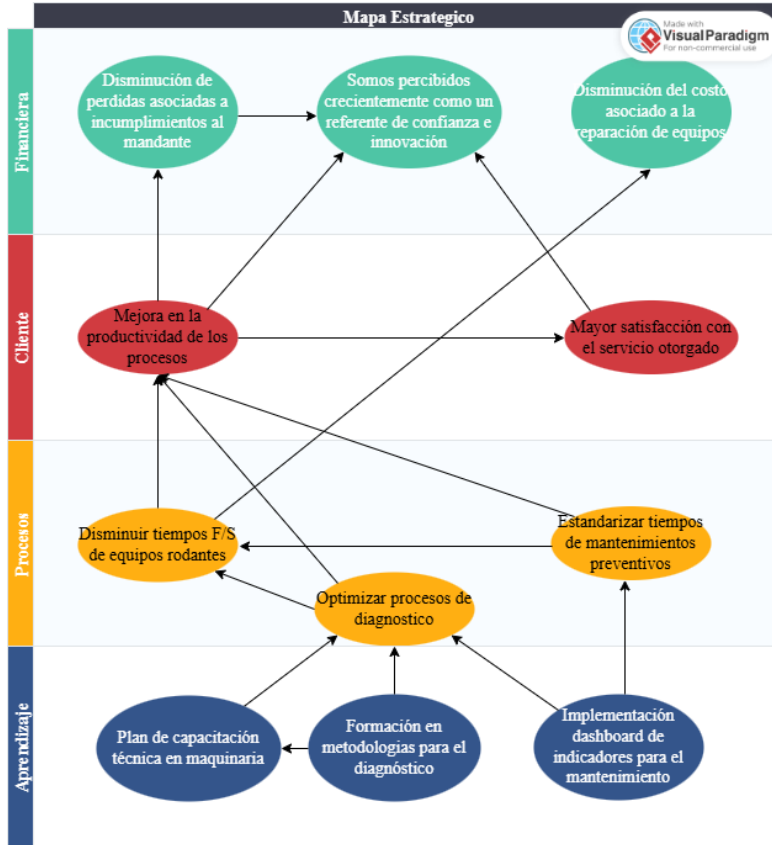 Mapa Estrategico
Made with
VisualParadigm
For non-commercial use
Financiera
Disminución de
perdidas asociadas a
incumplimientos al
mandante
Somos percibidos
crecientemente como un
referente de confianza e
innovación
Disminución del costo
asociado a la
reparación de equipos
Cliente
Mejora en la
productividad de los
procesos
Mayor satisfacción con
el servicio otorgado
Procesos
Disminuir tiempos F/S
de equipos rodantes
Estandarizar tiempos
de mantenimientos
preventivos
Optimizar procesos de
diagnostico
Aprendizaje
Plan de capacitación
técnica en maquinaria
Formación en
metodologias para el
diagnóstico
Implementación
dashboard de
indicadores para el
mantenimiento